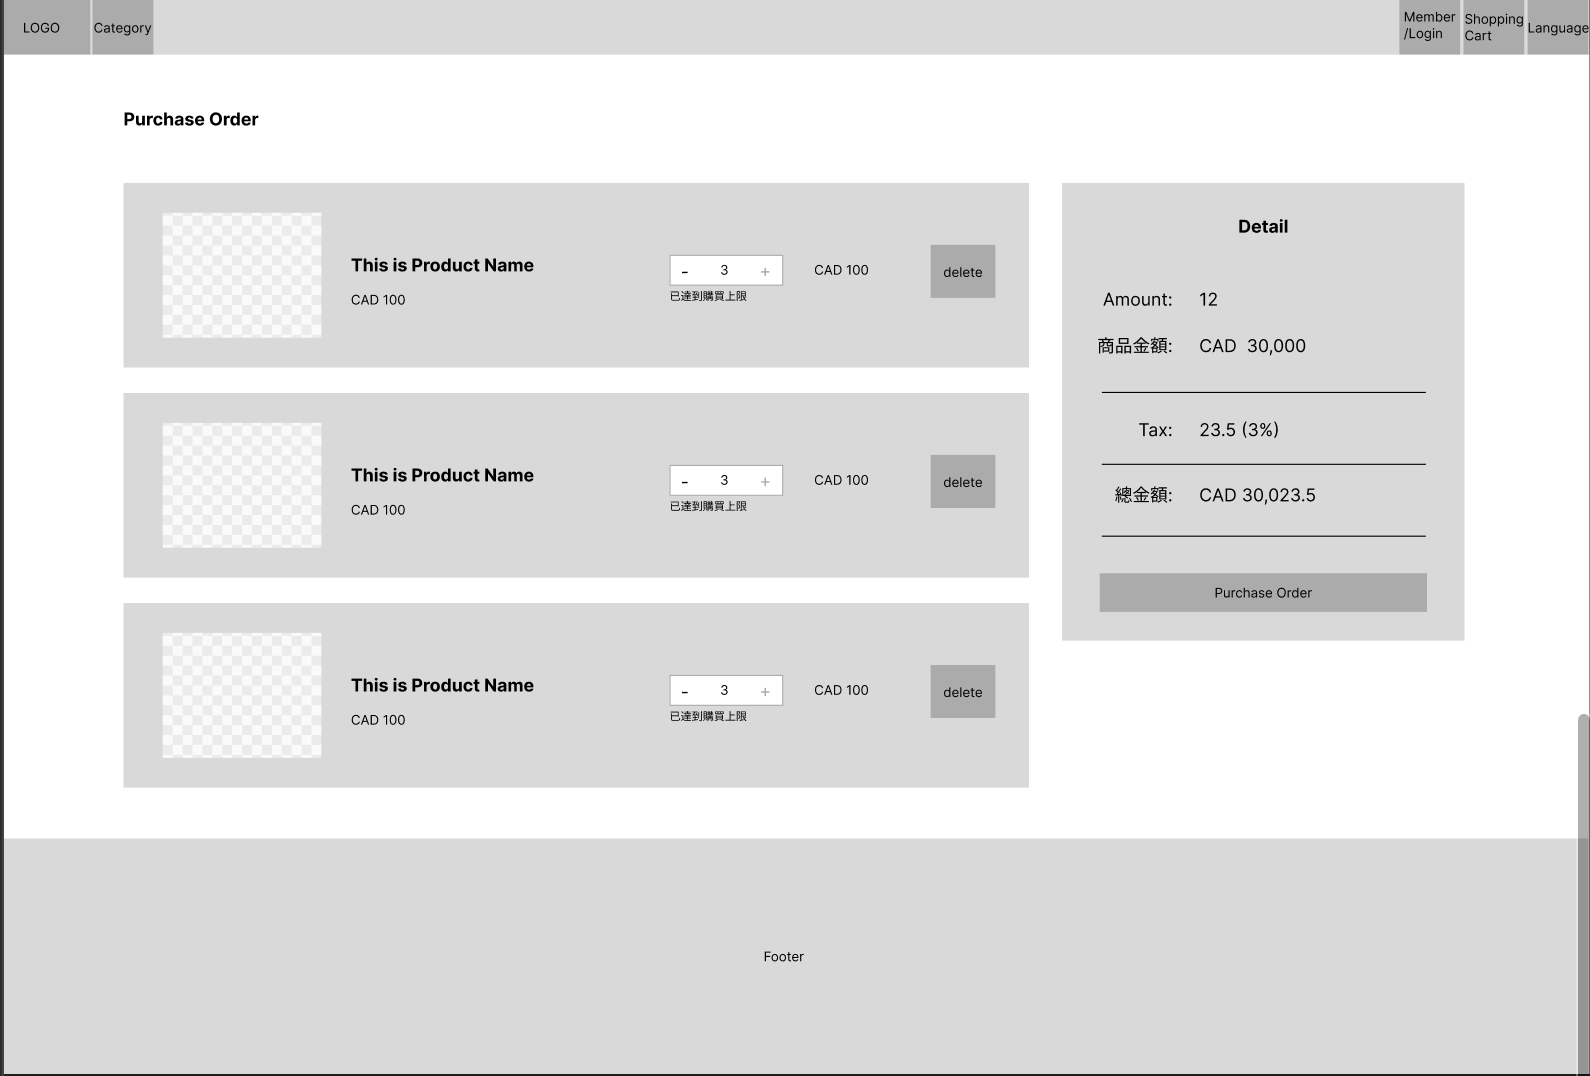 LOGO
Category
Member
/Login
Shopping
Cart
Language
Purchase Order
This is Product Name
CAD 100
- 3 +
已達到購買上限
CAD 100
delete
This is Product Name
CAD 100
- 3 +
已達到購買上限
CAD 100
delete
This is Product Name
CAD 100
- 3 +
已達到購買上限
CAD 100
delete
Detail
Amount: 12
商品金額: CAD 30,000
Tax: 23.5 (3%)
總金額: CAD 30,023.5
Purchase Order
Footer